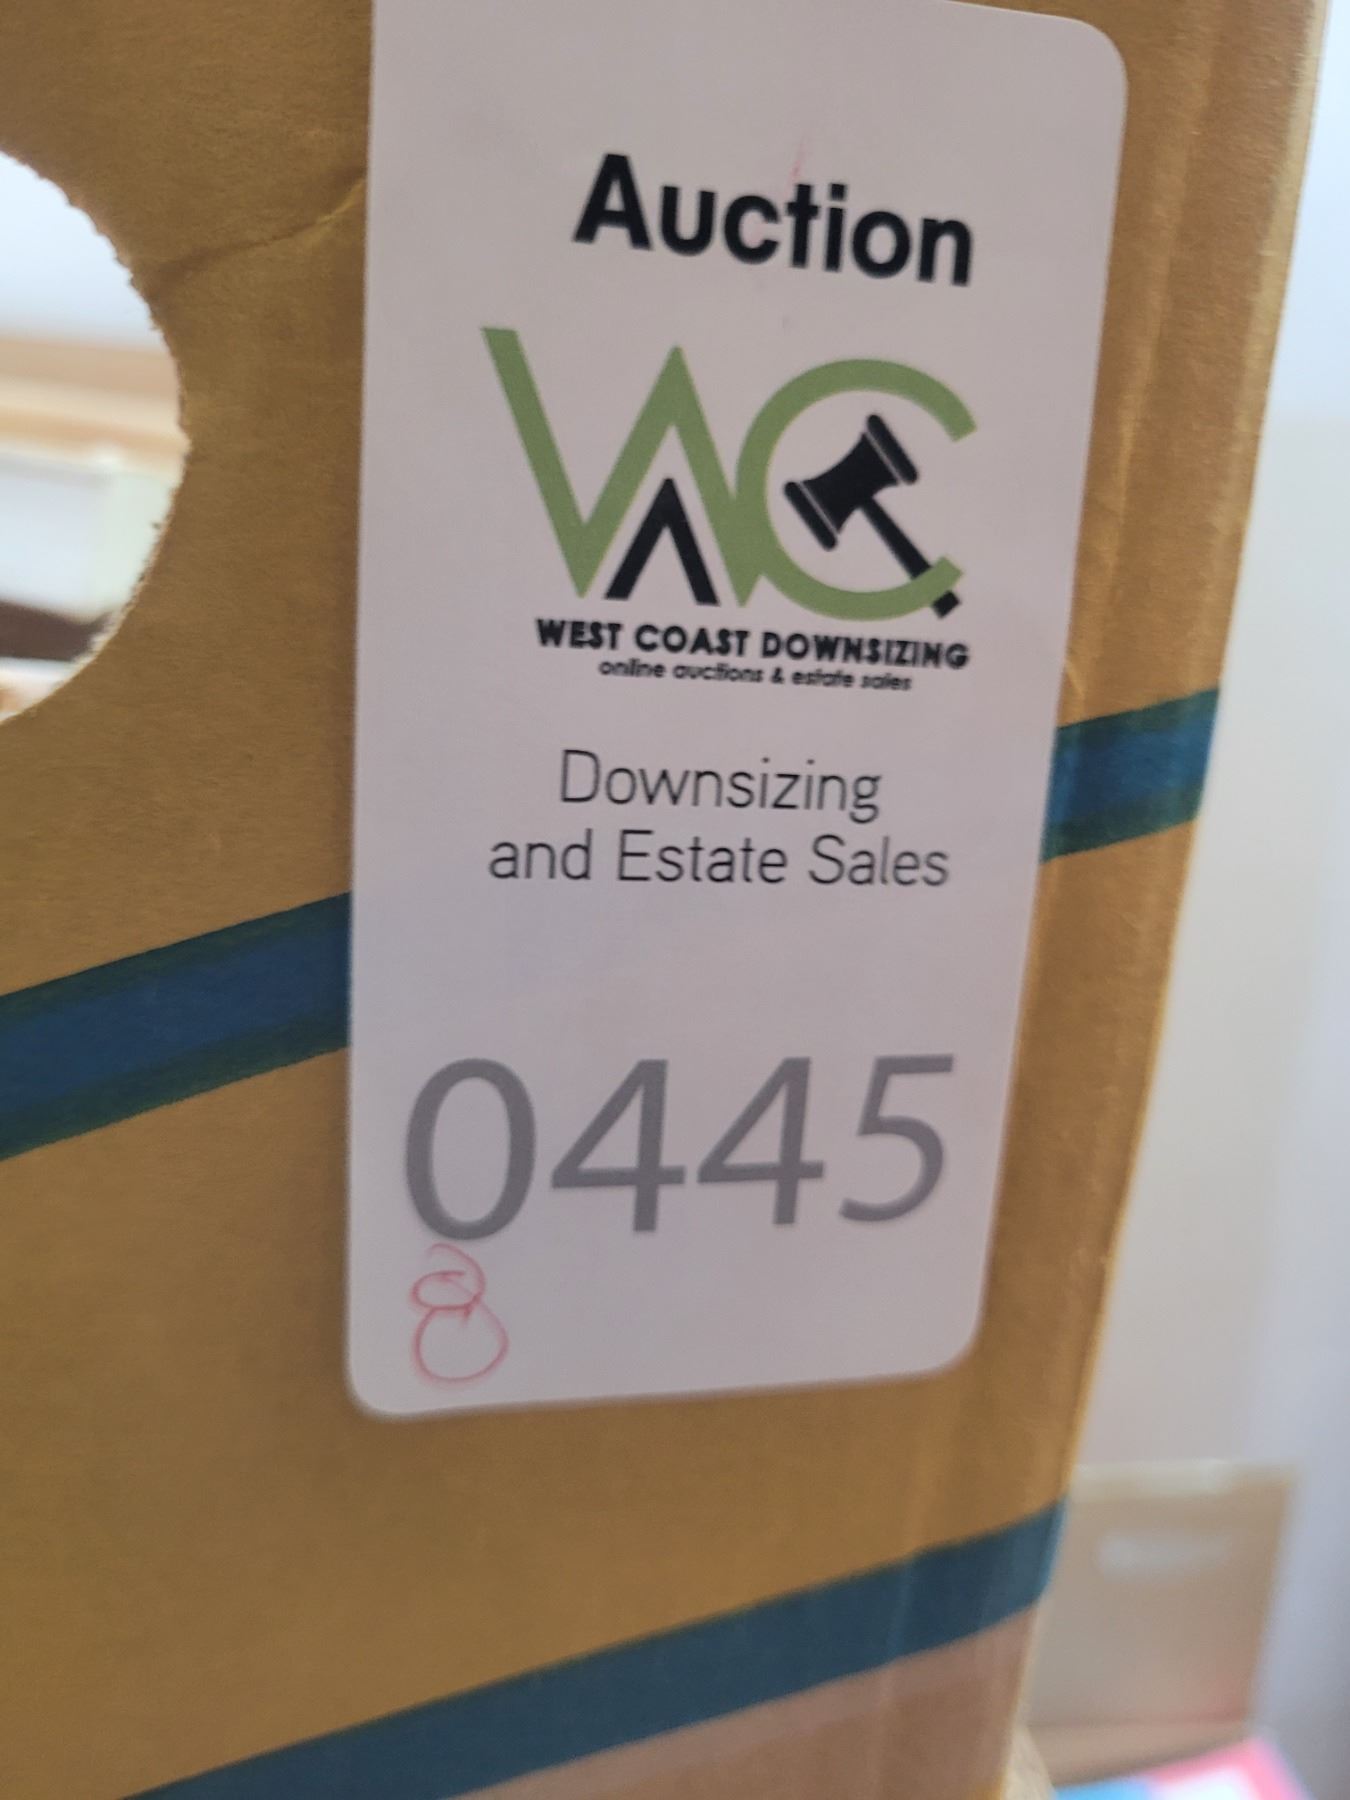 Auction
WC
WEST COAST DOWNSIZING
online auctions & estate sales
Downsizing
and Estate Sales
0445
8